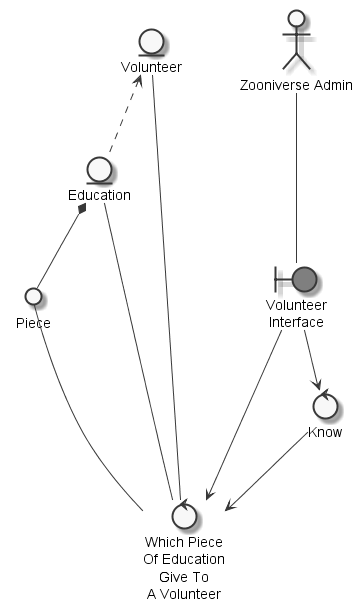 Volunteer
Zooniverse Admin
Education
Piece
Volunteer
Interface
Know
Which Piece
Of Education
Give To
A Volunteer